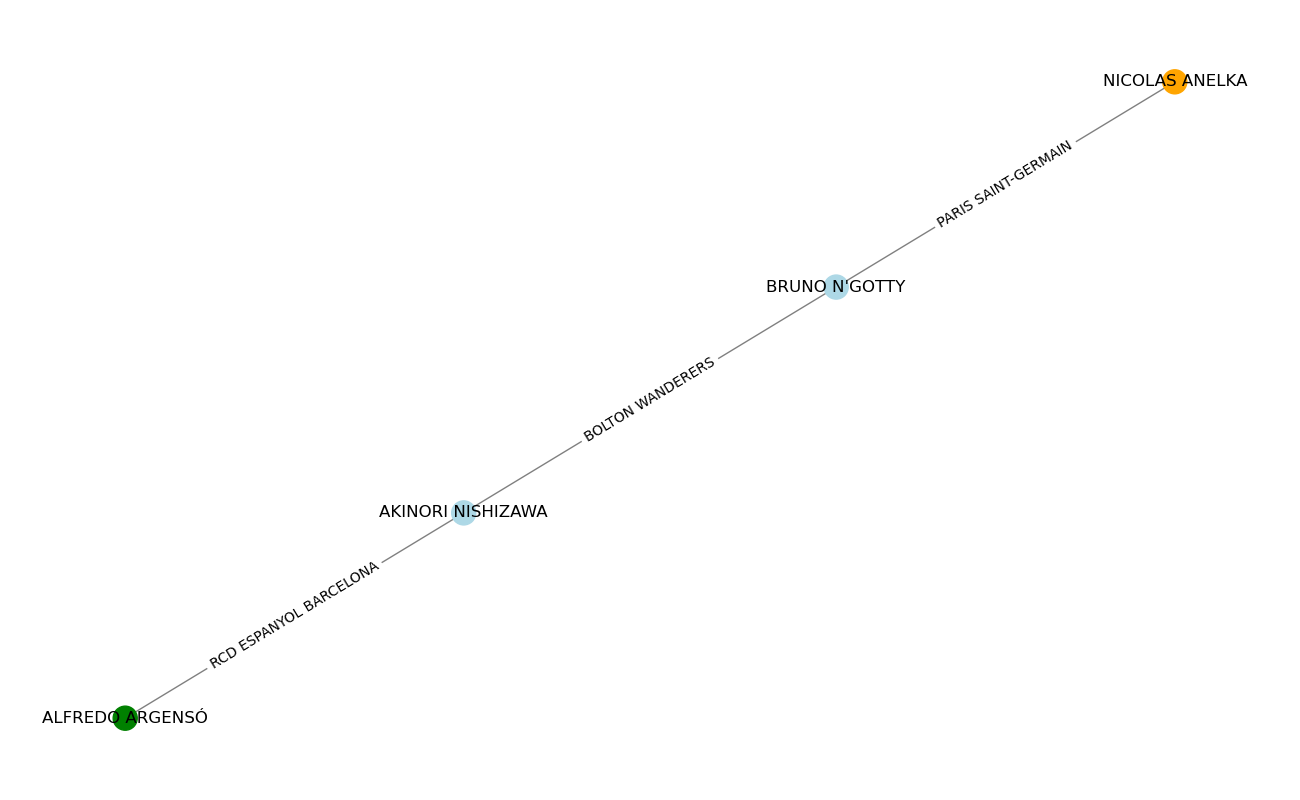 NICOLAS ANELKA
PARIS SAINT-GERMAIN
BRUNO N'GOTTY
BOLTON WANDERERS
AKINORI NISHIZAWA
RCD ESPANYOL BARCELONA
ALFREDO ARGENSÓ